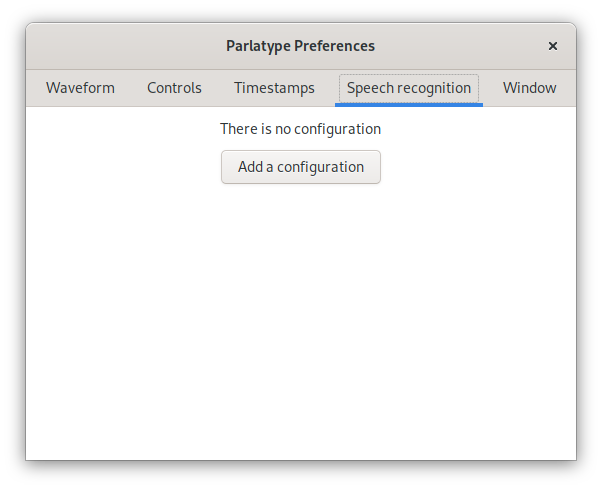 Parlatype Preferences
Waveform Controls Timestamps Speech recognition Window
There is no configuration
Add a configuration